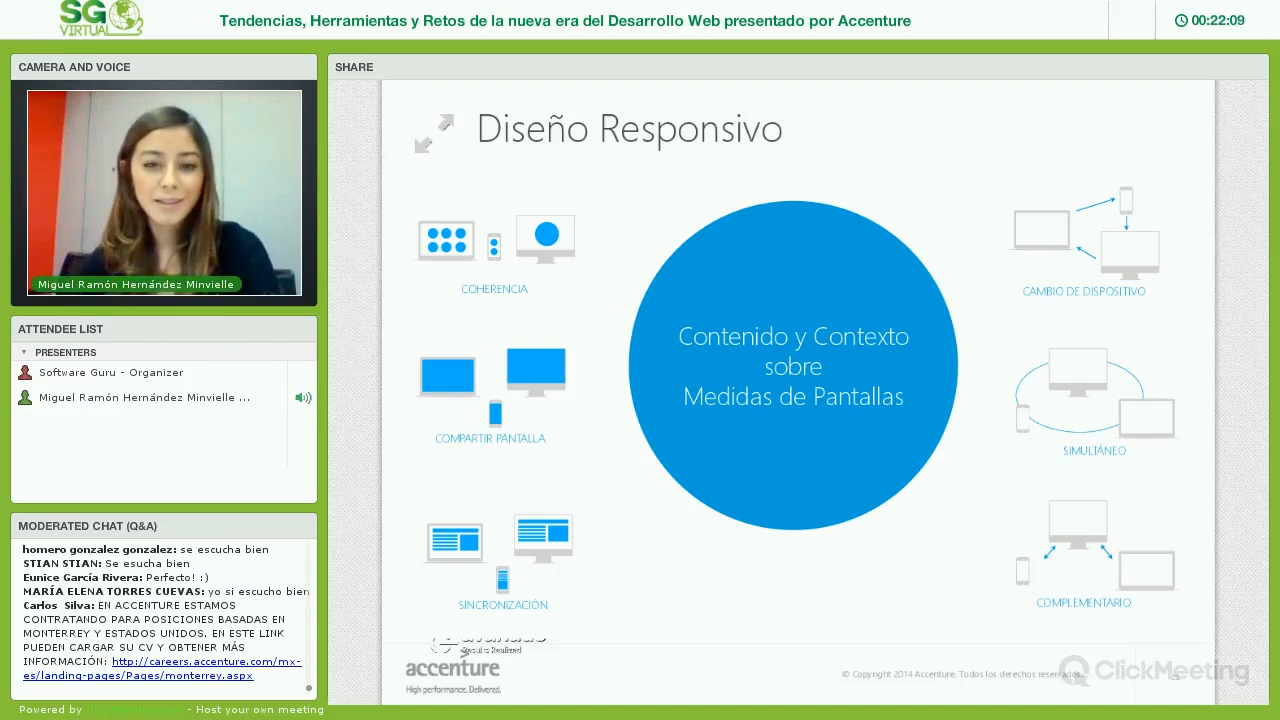 SG
VIRTUAL
Tendencias, Herramientas y Retos de la nueva era del Desarrollo Web presentado por Accenture
00:22:09
CAMERA AND VOICE
Miguel Ramón Hernández Minvielle
ATTENDEE LIST
PRESENTERS
Software Guru - Organizer
Miguel Ramón Hernández Minvielle ...
MODERATED CHAT (Q&A)
homero gonzalez gonzalez: se escucha bien
STIAN STIAN: Se esucha bien
Eunice García Rivera: Perfecto! :)
MARÍA ELENA TORRES CUEVAS: yo si escucho bien
Carlos Silva: EN ACCENTURE ESTAMOS
CONTRATANDO PARA POSICIONES BASADAS EN
MONTERREY Y ESTADOS UNIDOS. EN ESTE LINK
PUEDEN CARGAR SU CV Y OBTENER MÁS
INFORMACIÓN: http://careers.accenture.com/mx-
es/landing-pages/Pages/monterrey.aspx
Powered by
- Host your own meeting
SHARE
Diseño Responsivo
COHERENCIA
COMPARTIR PANTALLA
SINCRONIZACIÓN
Contenido y Contexto
sobre
Medidas de Pantallas
CAMBIO DE DISPOSITIVO
SIMULTÁNEO
COMPLEMENTARIO
Results Realized
accenture
High performance. Delivered.
© Copyright 2014 Accenture. Todos los derechos reservados.
ClickMeeting